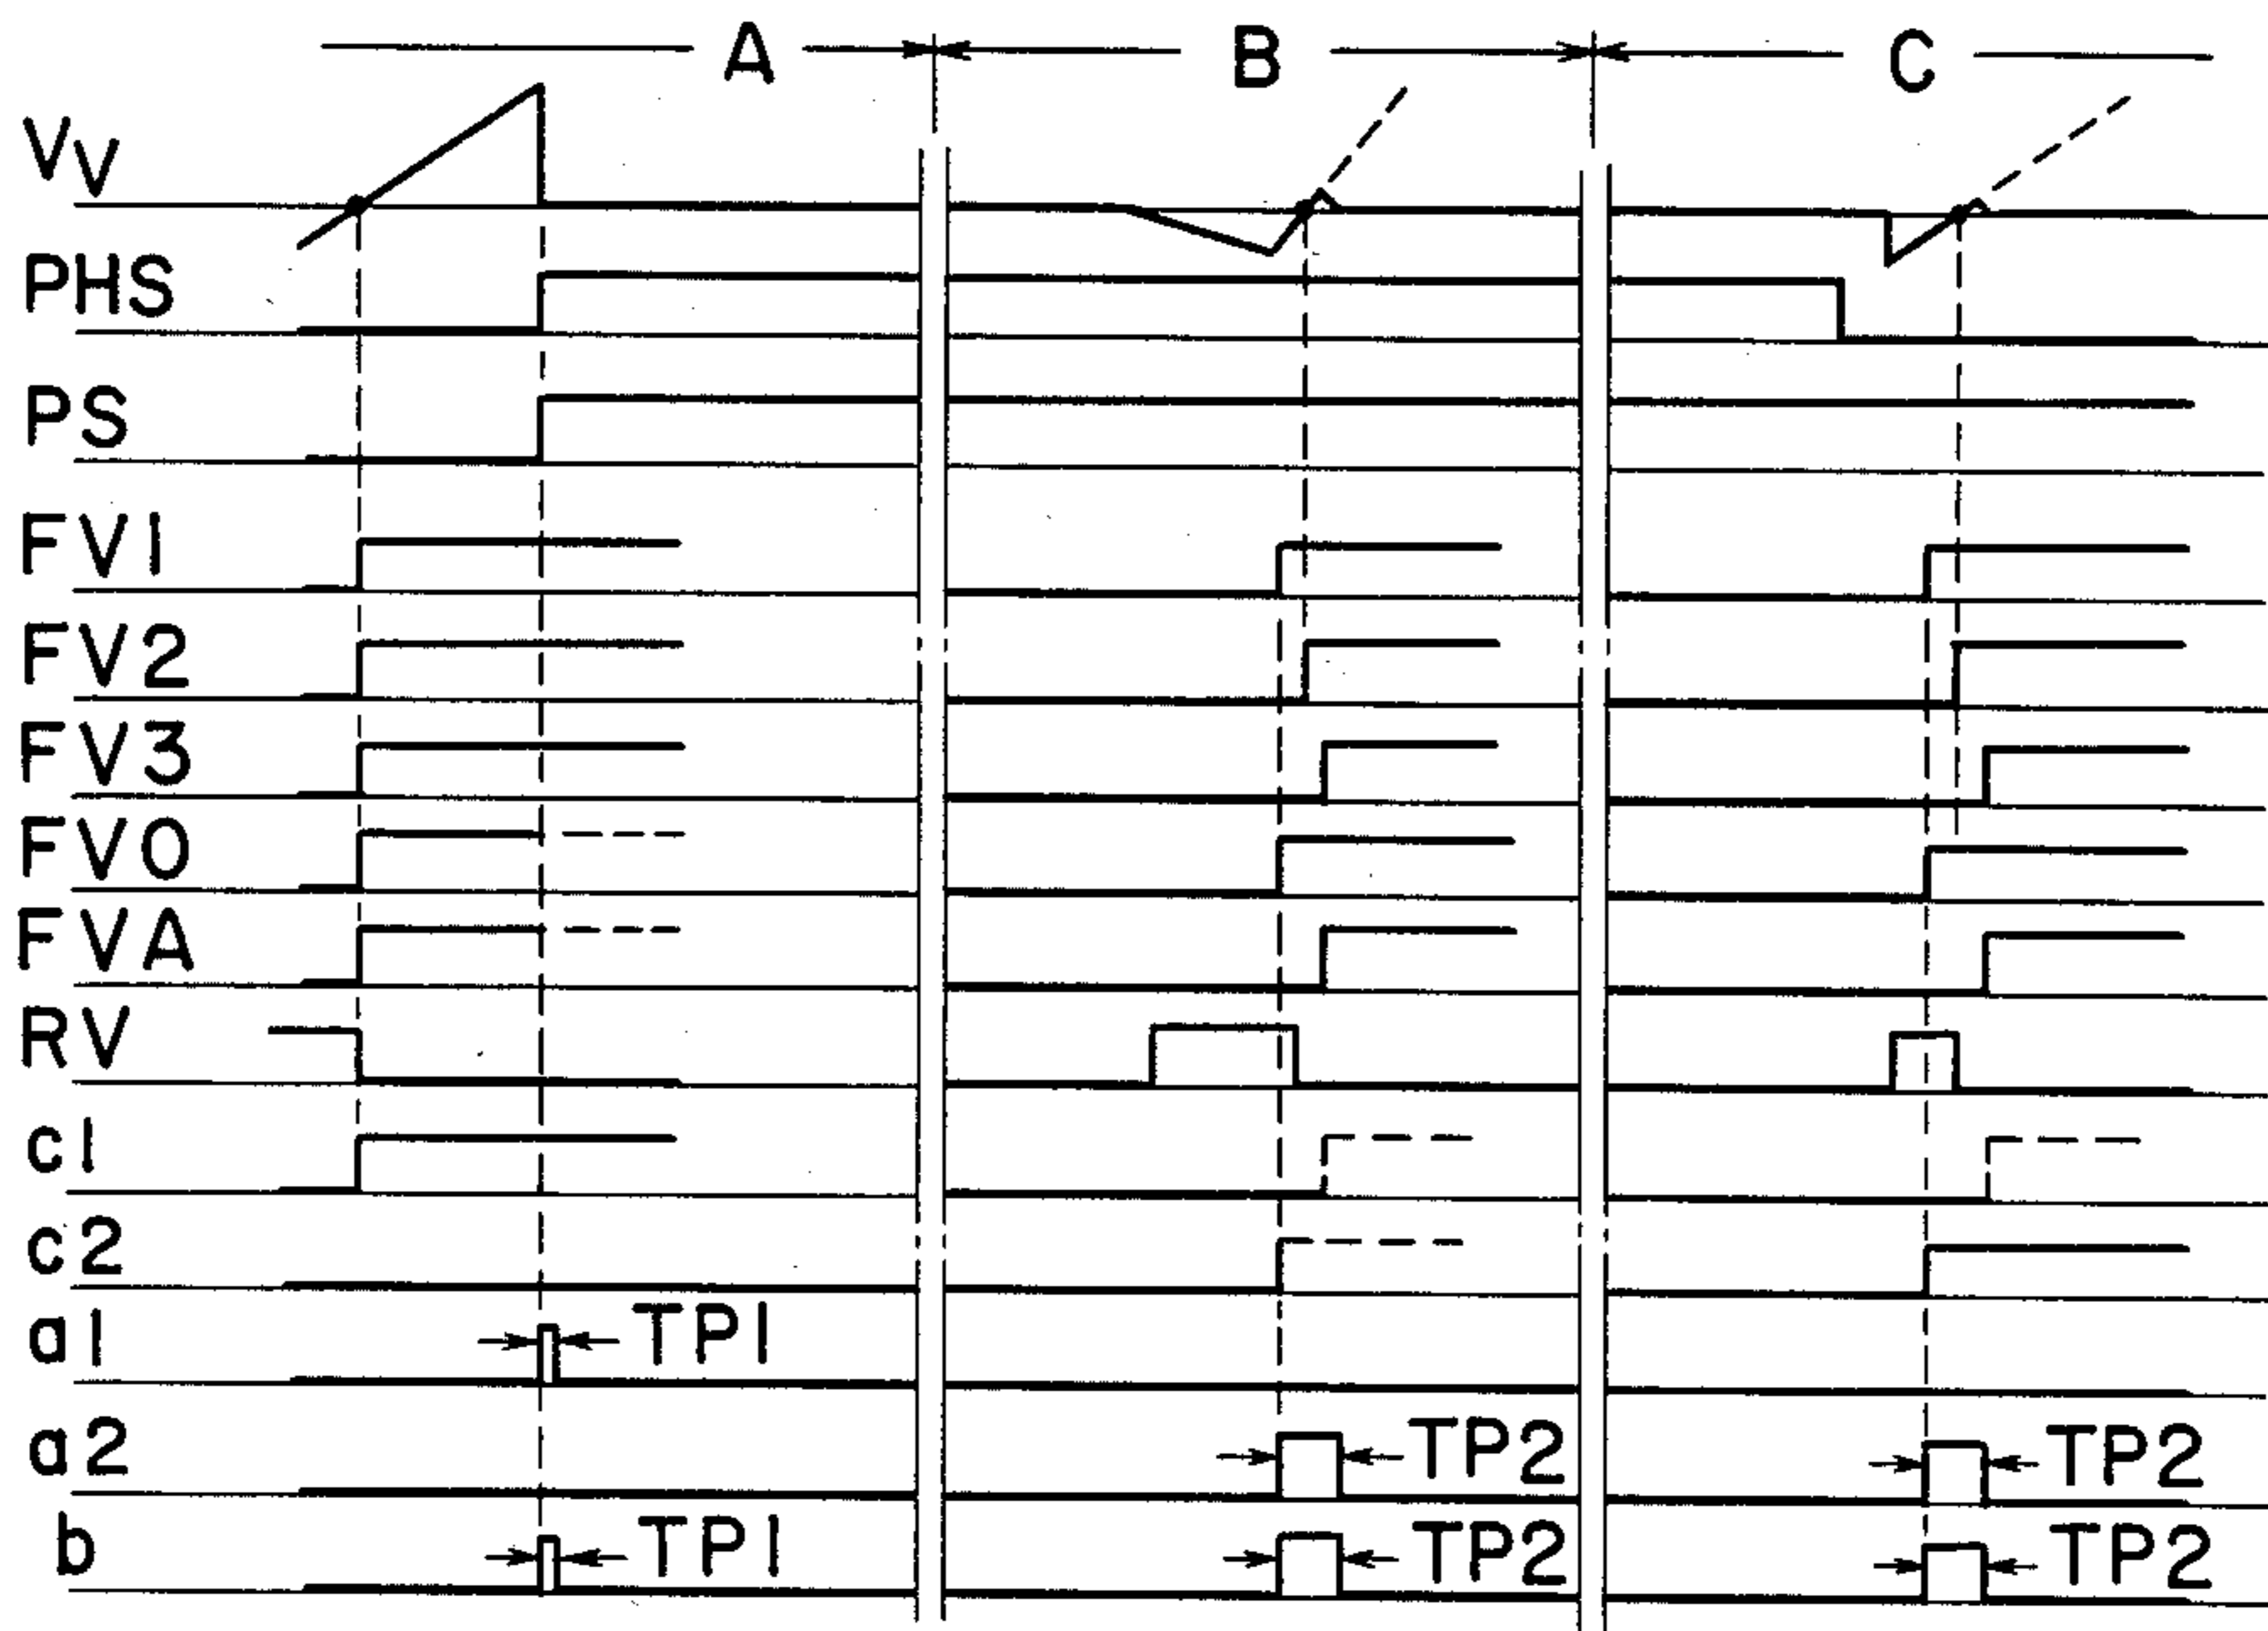 A B C
VV
PHS
PS
FV1
FV2
FV3
FV0
FVA
RV
c1
c2
a1 TP1
a2 TP2 TP2
b TP1 TP2 TP2